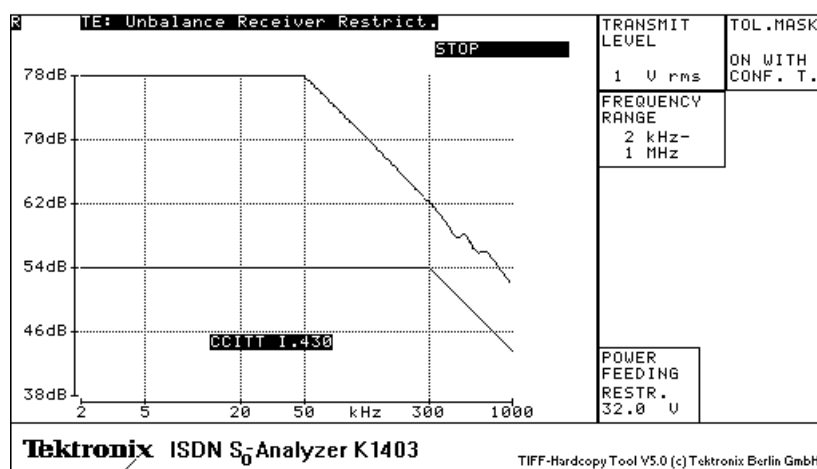 R
TE: Unbalance Receiver Restrict.
STOP
78dB
70dB
62dB
54dB
46dB
38dB
CCITT I.430
2 5 20 50 kHz 300 1000
TRANSMIT
LEVEL
1 V rms
TOL.MASK
ON WITH
CONF. T.
FREQUENCY
RANGE
2 kHz-
1 MHz
POWER
FEEDING
RESTR.
32.0 V
Tektronix ISDN S0-Analyzer K1403
TIFF-Hardcopy Tool V5.0 (c) Tektronix Berlin GmbH